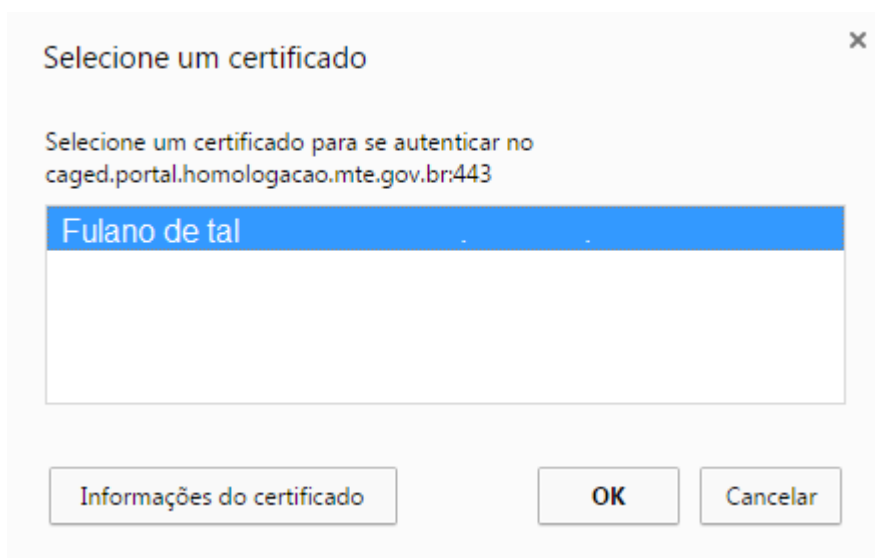 Selecione um certificado
Selecione um certificado para se autenticar no
caged.portal.homologacao.mte.gov.br:443
Fulano de tal
Informações do certificado
OK
Cancelar